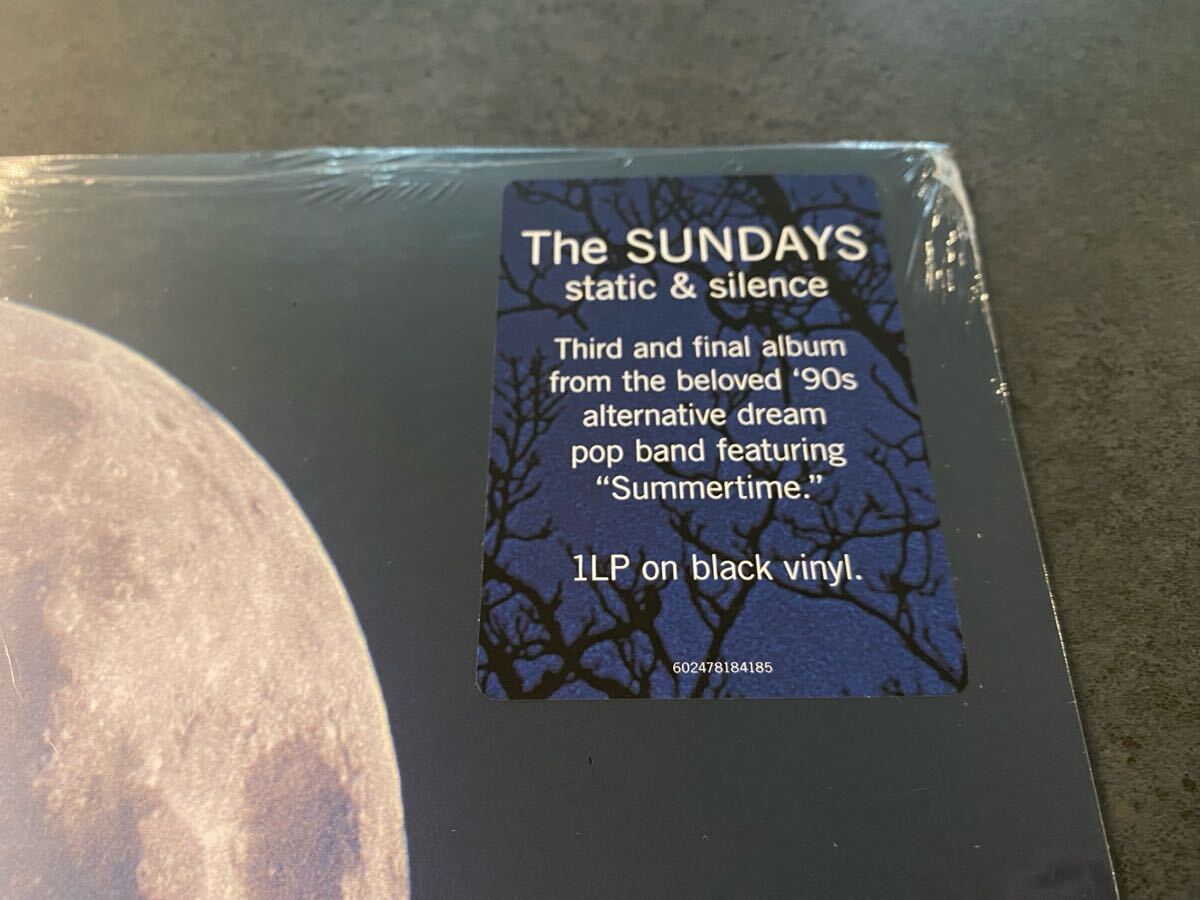 The SUNDAYS
static & silence
Third and final album
from the beloved ‘90s
alternative dream
pop band featuring
“Summertime.”
1LP on black vinyl.
602478184185